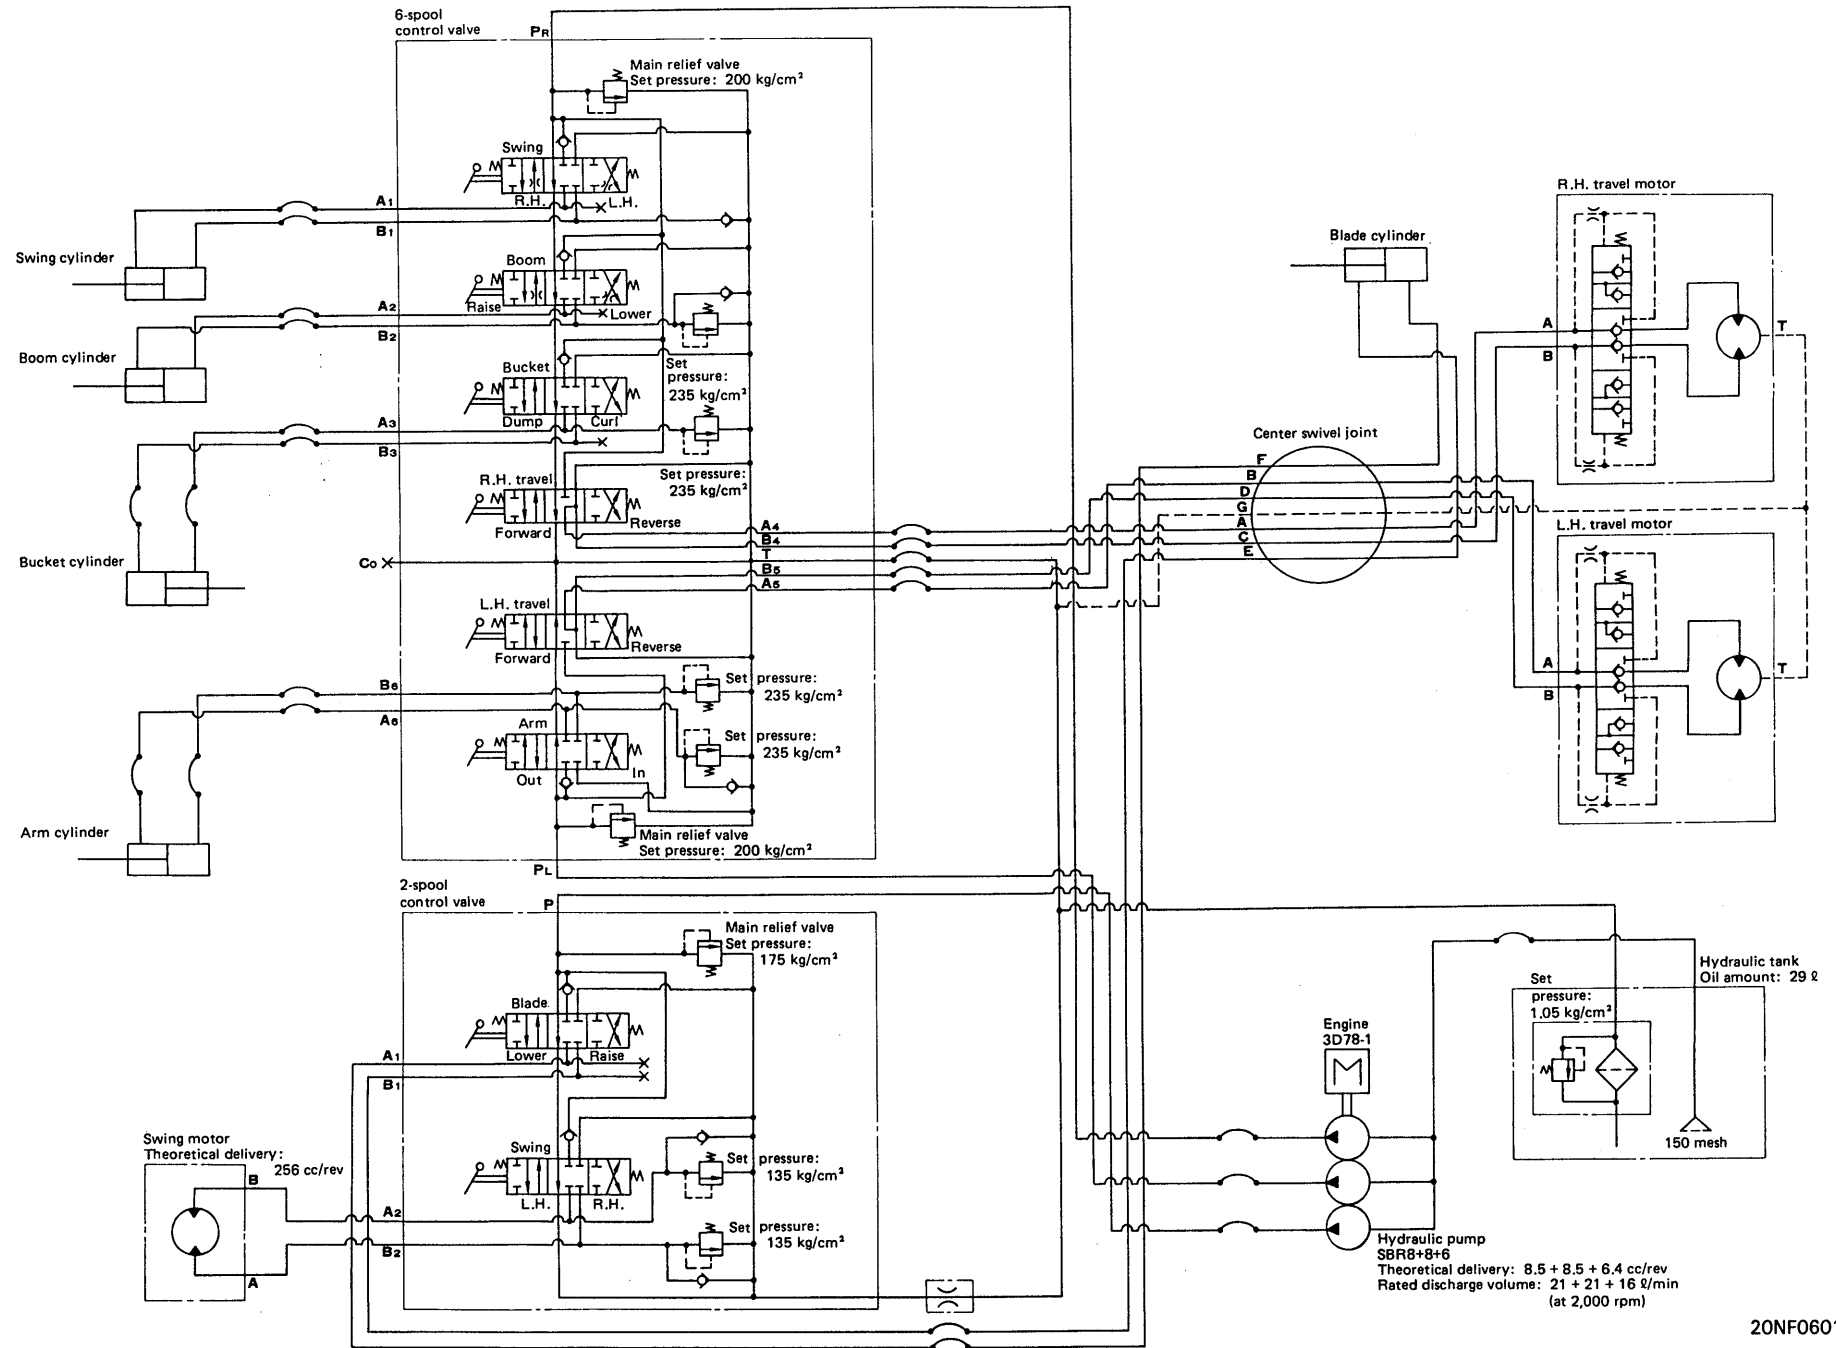 6-spool
control valve
PR
Main relief valve
Set pressure: 200 kg/cm²
Swing
R.H.
L.H.
A1
B1
Swing cylinder
Boom
Raise
Lower
A2
B2
Boom cylinder
Set
pressure:
235 kg/cm²
Bucket
Dump
Curl
A3
B3
Set pressure:
235 kg/cm²
R.H. travel
Forward
Reverse
Bucket cylinder
Co
A4
B4
T
B5
A5
L.H. travel
Forward
Reverse
B6
A6
Set pressure:
235 kg/cm²
Arm
Out
In
Set pressure:
235 kg/cm²
Arm cylinder
Main relief valve
Set pressure: 200 kg/cm²
PL
2-spool
control valve
P
Main relief valve
Set pressure:
175 kg/cm²
Blade
Lower
Raise
A1
B1
Swing motor
Theoretical delivery:
256 cc/rev
B
A
Swing
L.H.
R.H.
A2
B2
Set pressure:
135 kg/cm²
Set pressure:
135 kg/cm²
Blade cylinder
Center swivel joint
F
B
D
G
A
C
E
R.H. travel motor
A
B
T
L.H. travel motor
A
B
T
Hydraulic tank
Oil amount: 29 ℓ
Set
pressure:
1.05 kg/cm²
150 mesh
Engine
3D78-1
M
Hydraulic pump
SBR8+8+6
Theoretical delivery: 8.5 + 8.5 + 6.4 cc/rev
Rated discharge volume: 21 + 21 + 16 ℓ/min
(at 2,000 rpm)
20NF0601